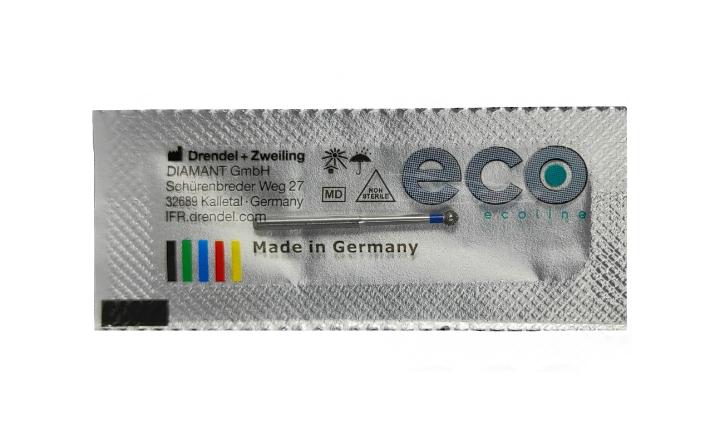 Drendel + Zweiling
DIAMANT GmbH
Schürenbreder Weg 27
32689 Kalletal · Germany
IFR.drendel.com
MD
NON
STERILE
eco
ecoline
Made in Germany